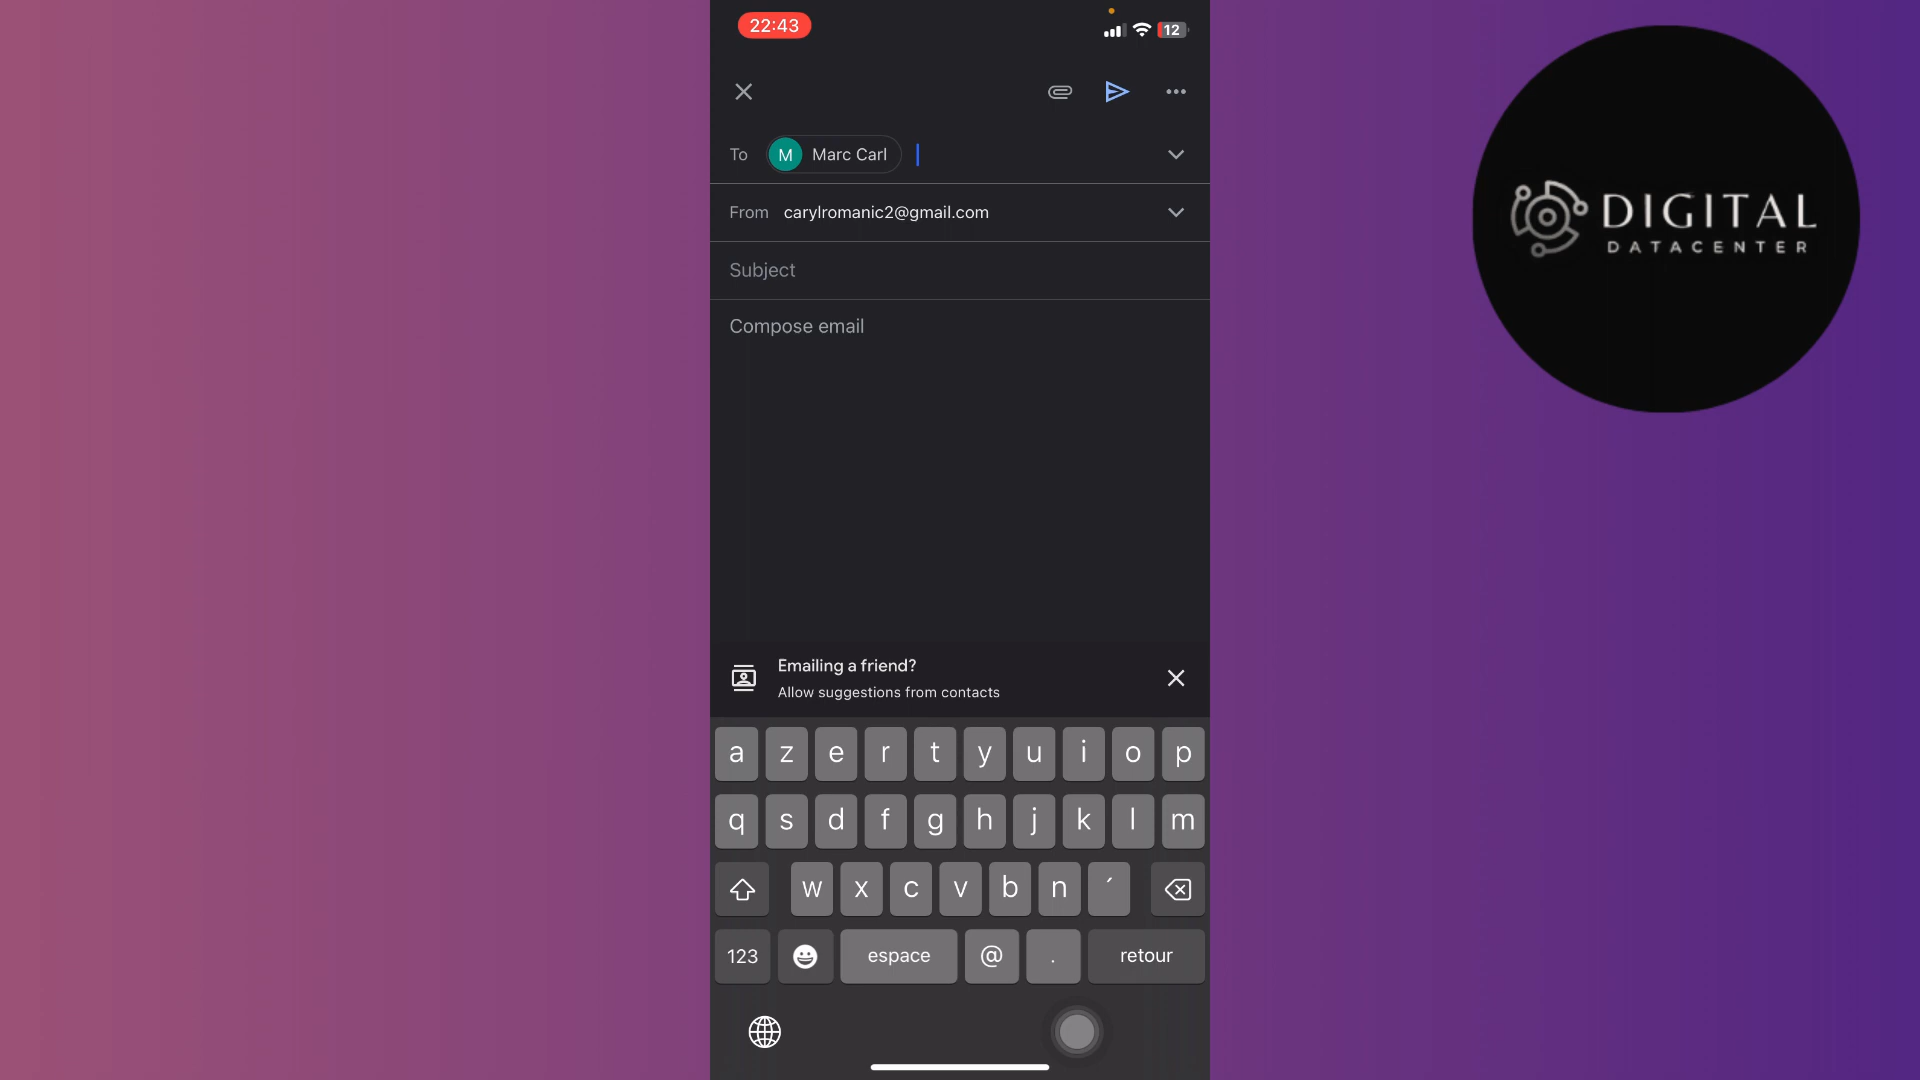 22:43
12
To
M
Marc Carl
From carylromanic2@gmail.com
Subject
Compose email
Emailing a friend?
Allow suggestions from contacts
a z e r t y u i o p
q s d f g h j k l m
w x c v b n ´
123 espace @ . retour
DIGITAL
DATACENTER